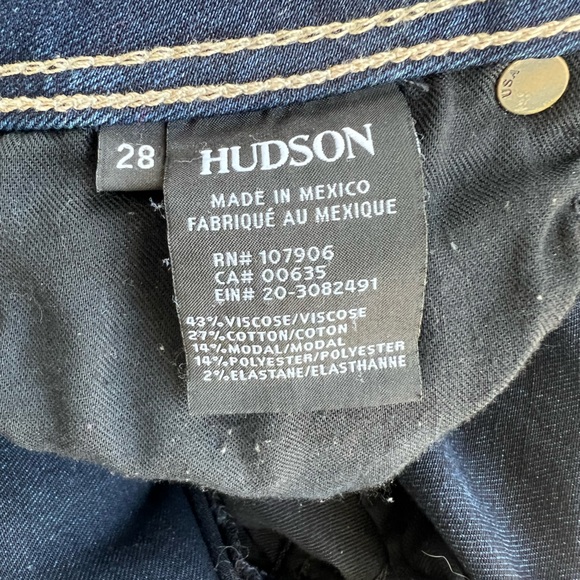 USA
28
HUDSON
MADE IN MEXICO
FABRIQUÉ AU MEXIQUE
RN# 107906
CA# 00635
EIN# 20-3082491
43%VISCOSE/VISCOSE
27%COTTON/COTON
14%MODAL/MODAL
14%POLYESTER/POLYESTER
2%ELASTANE/ELASTHANNE